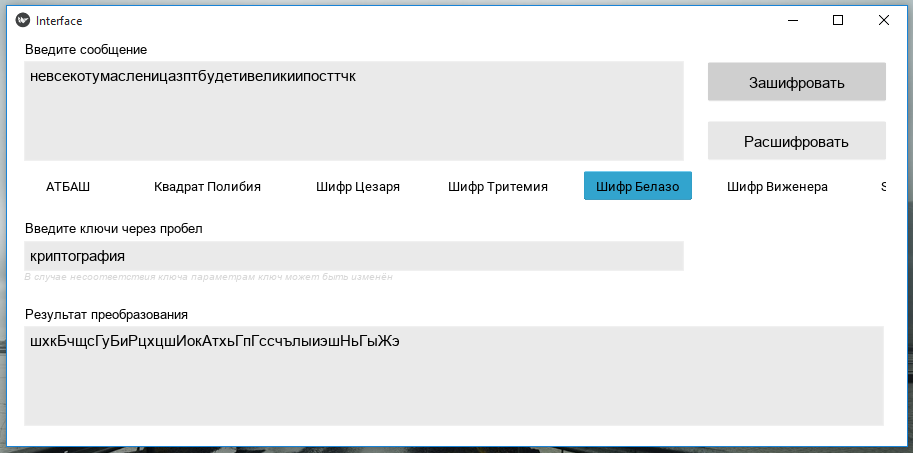 Interface
Введите сообщение
невсекотумасленицазптбудетивеликиипосттчк
Зашифровать
Расшифровать
АТБАШ Квадрат Полибия Шифр Цезаря Шифр Тритемия Шифр Белазо Шифр Виженера S
Введите ключи через пробел
криптография
В случае несоответствия ключа параметрам ключ может быть изменён
Результат преобразования
шхкБчщсГуБиРцхцшИокАтхьГпГссчълыиэшНьГыЖэ